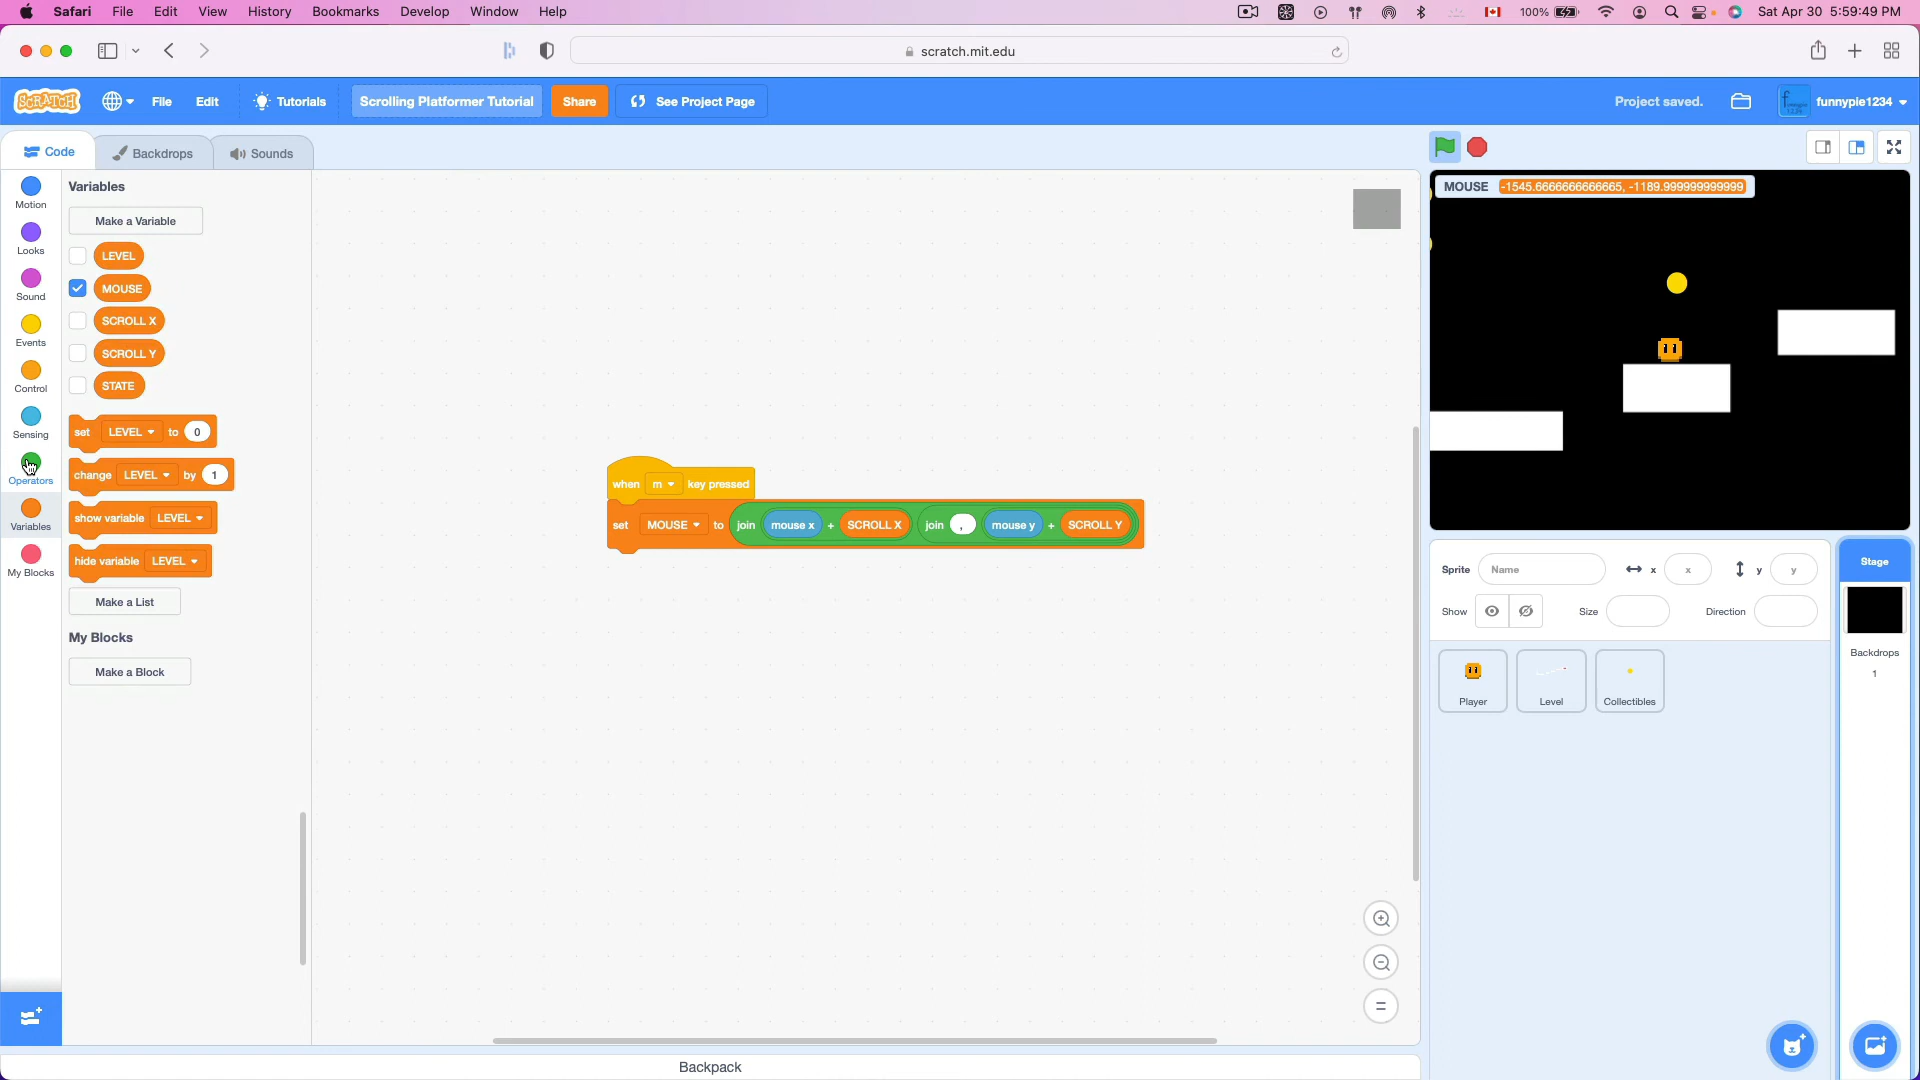 Safari File Edit View History Bookmarks Develop Window Help 100% Sat Apr 30 5:59:49 PM
scratch.mit.edu
SCRATCH File Edit Tutorials Scrolling Platformer Tutorial Share See Project Page Project saved. funnypie1234
Code Backdrops Sounds
Motion
Looks
Sound
Events
Control
Sensing
Operators
Variables
My Blocks
Variables
Make a Variable
LEVEL
MOUSE
SCROLL X
SCROLL Y
STATE
set LEVEL to 0
change LEVEL by 1
show variable LEVEL
hide variable LEVEL
Make a List
My Blocks
Make a Block
when m key pressed
set MOUSE to join mouse x + SCROLL X join , mouse y + SCROLL Y
MOUSE -1545.6666666666665, -1189.999999999999
Sprite Name x x y y
Show Size Direction
Player Level Collectibles
Stage
Backdrops
1
Backpack